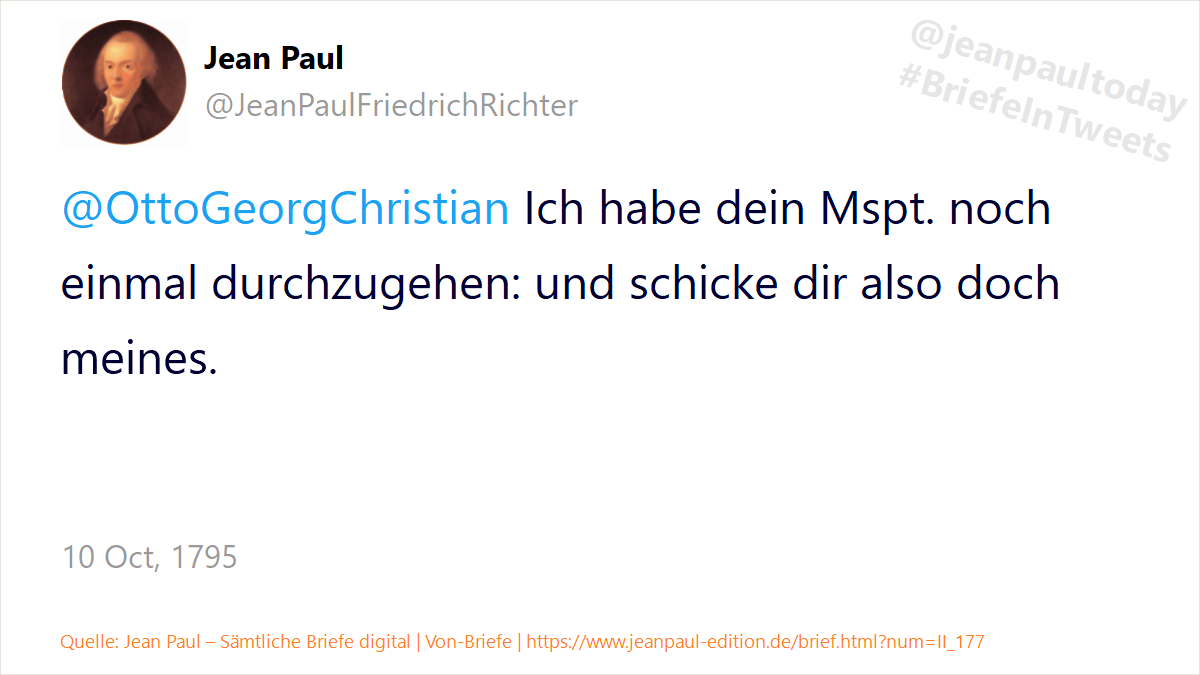 Jean Paul
@JeanPaulFriedrichRichter
@jeanpaultoday
#BriefeInTweets
@OttoGeorgChristian Ich habe dein Mspt. noch
einmal durchzugehen: und schicke dir also doch
meines.
10 Oct, 1795
Quelle: Jean Paul – Sämtliche Briefe digital | Von-Briefe | https://www.jeanpaul-edition.de/brief.html?num=II_177